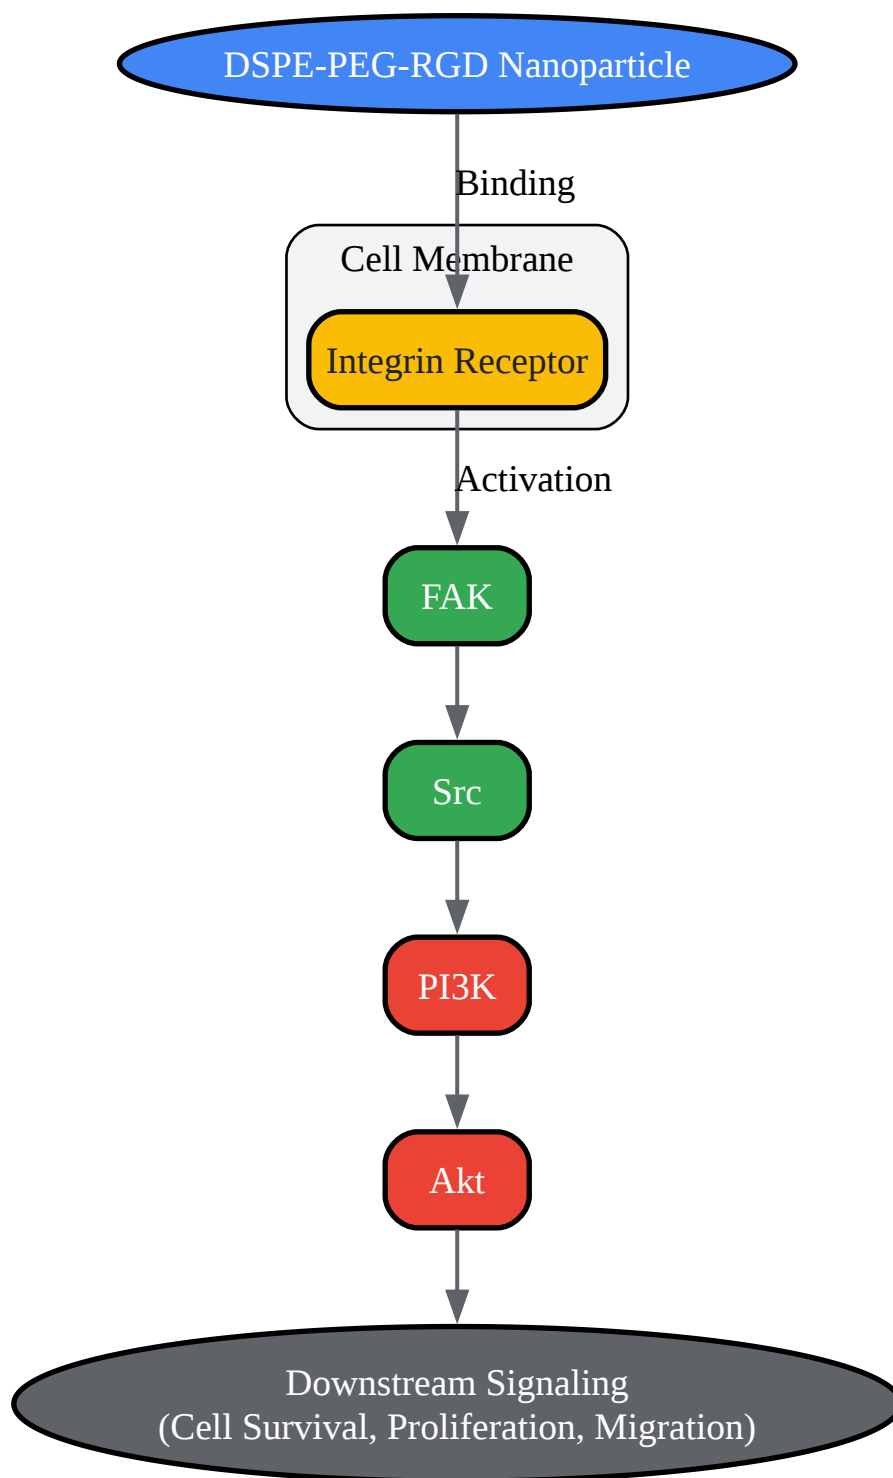 DSPE-PEG-RGD Nanoparticle
Binding
Cell Membrane
Integrin Receptor
Activation
FAK
Src
PI3K
Akt
Downstream Signaling
(Cell Survival, Proliferation, Migration)